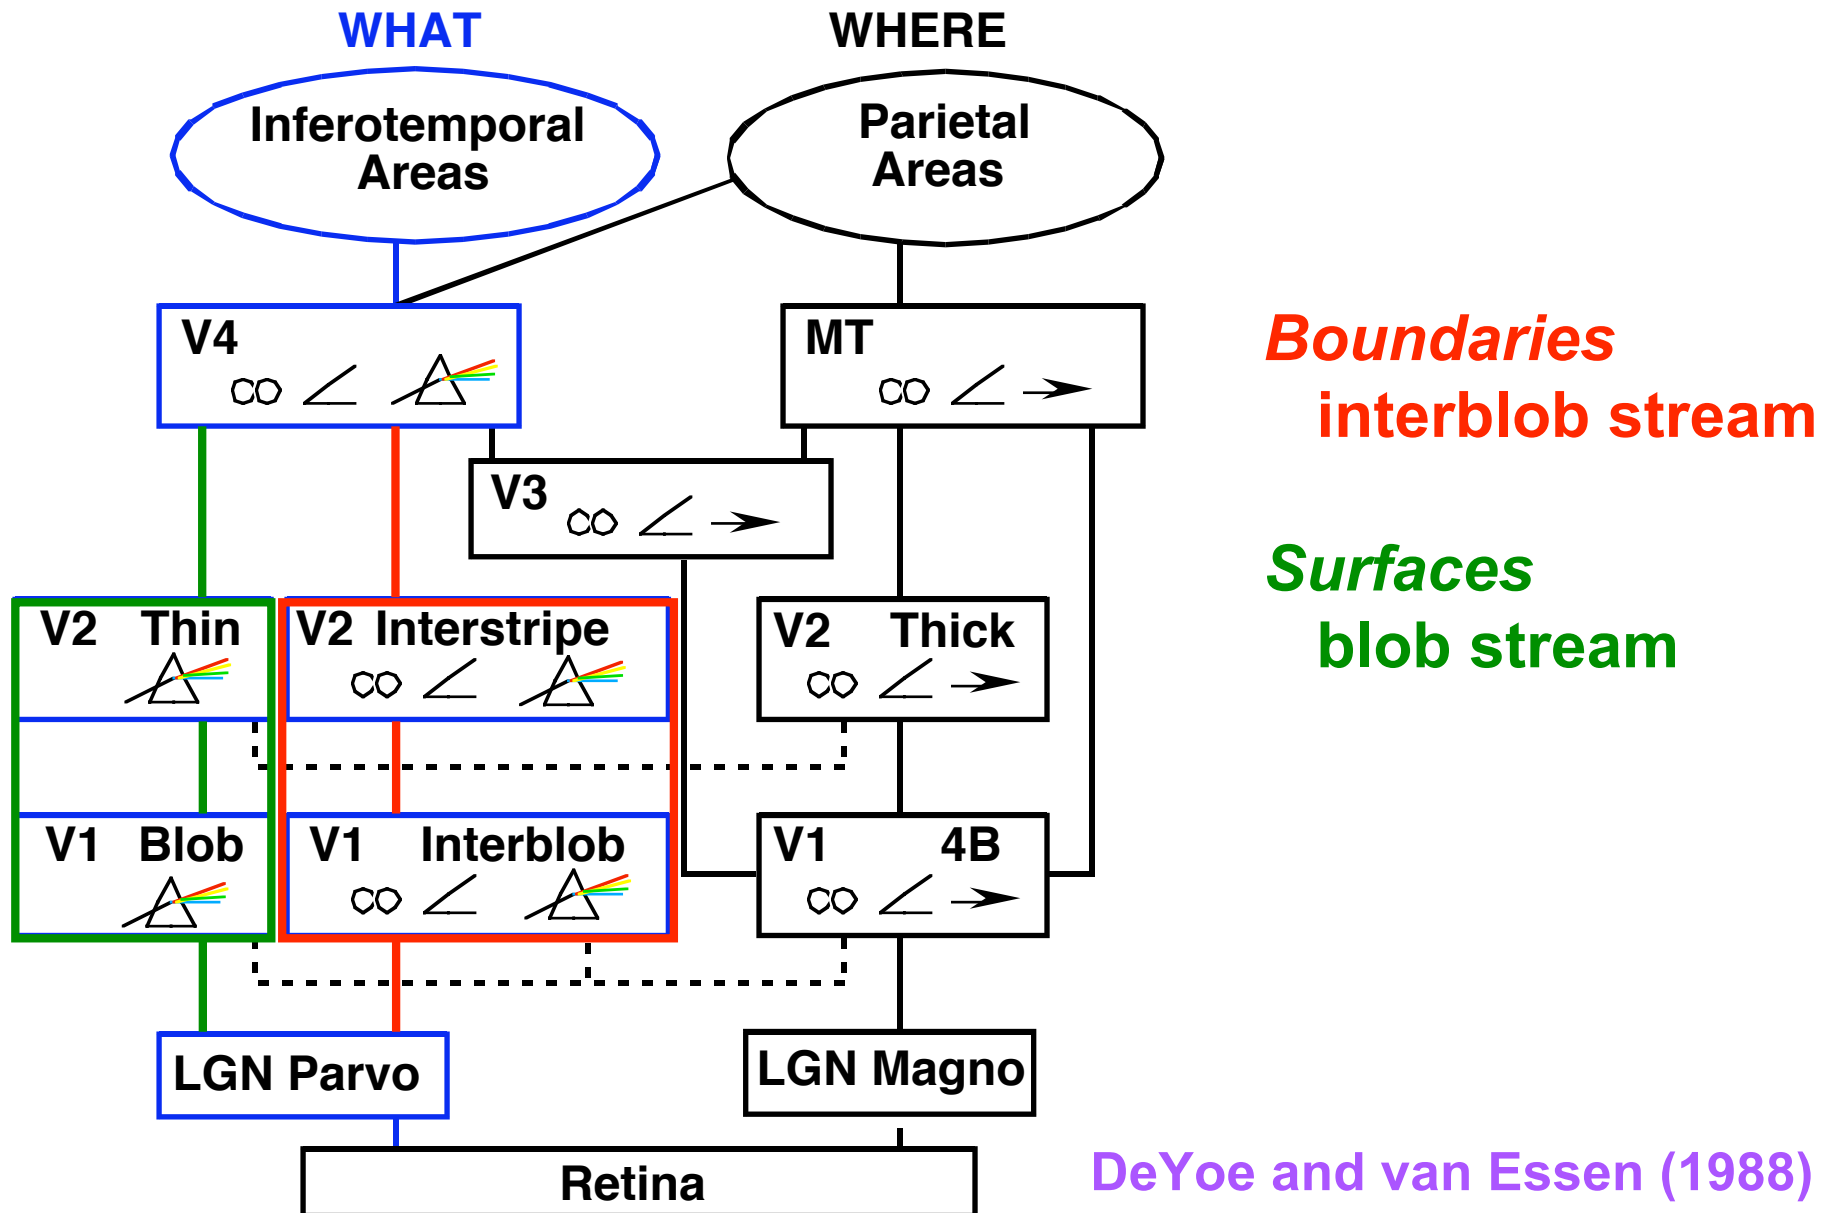 WHAT
WHERE
Inferotemporal
Areas
Parietal
Areas
V4
MT
Boundaries
interblob stream
V3
Surfaces
blob stream
V2 Thin
V2 Interstripe
V2 Thick
V1 Blob
V1 Interblob
V1 4B
LGN Parvo
LGN Magno
Retina
DeYoe and van Essen (1988)